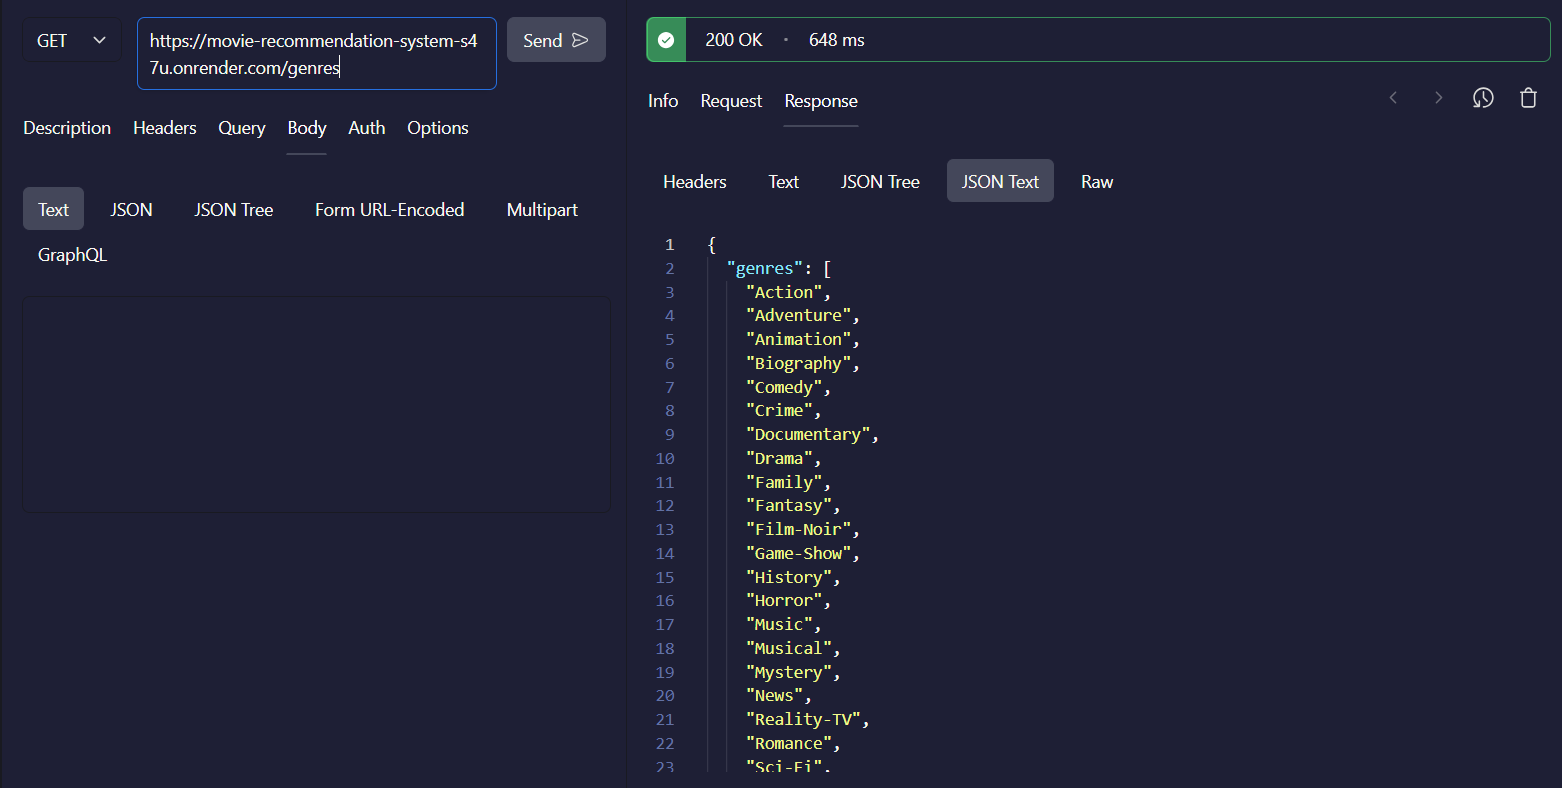 GET
https://movie-recommendation-system-s4
7u.onrender.com/genres
Send
Description Headers Query Body Auth Options
Text JSON JSON Tree Form URL-Encoded Multipart
GraphQL
200 OK • 648 ms
Info Request Response
Headers Text JSON Tree JSON Text Raw
1 {
2 "genres": [
3 "Action",
4 "Adventure",
5 "Animation",
6 "Biography",
7 "Comedy",
8 "Crime",
9 "Documentary",
10 "Drama",
11 "Family",
12 "Fantasy",
13 "Film-Noir",
14 "Game-Show",
15 "History",
16 "Horror",
17 "Music",
18 "Musical",
19 "Mystery",
20 "News",
21 "Reality-TV",
22 "Romance",
23 "Sci-Fi",